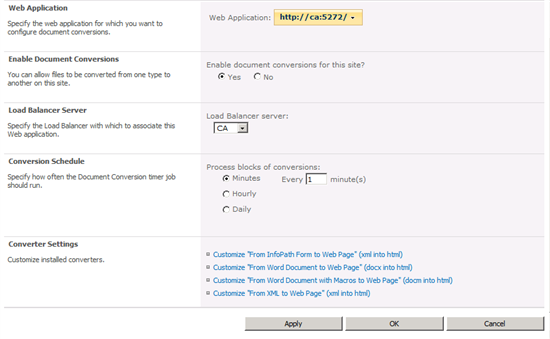 Web Application
Specify the web application for which you want to
configure document conversions.
Web Application: http://ca:5272/
Enable Document Conversions
You can allow files to be converted from one type to
another on this site.
Enable document conversions for this site?
Yes No
Load Balancer Server
Specify the Load Balancer with which to associate this
Web application.
Load Balancer server:
CA
Conversion Schedule
Specify how often the Document Conversion timer job
should run.
Process blocks of conversions:
Minutes Every 1 minute(s)
Hourly
Daily
Converter Settings
Customize installed converters.
Customize "From InfoPath Form to Web Page" (xml into html)
Customize "From Word Document to Web Page" (docx into html)
Customize "From Word Document with Macros to Web Page" (docm into html)
Customize "From XML to Web Page" (xml into html)
Apply OK Cancel